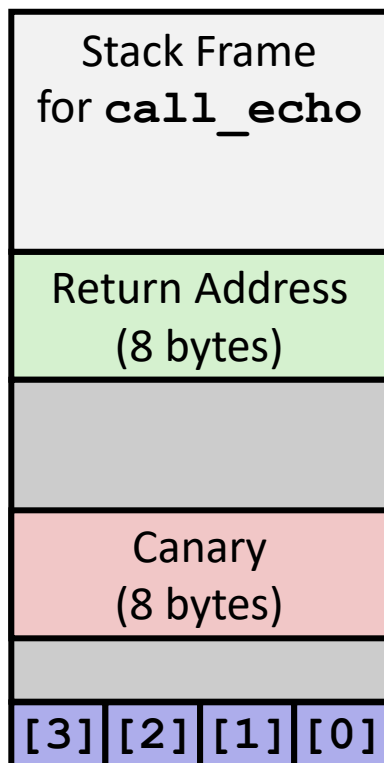 Stack Frame
for call_echo
Return Address
(8 bytes)
Canary
(8 bytes)
[3] [2] [1] [0]